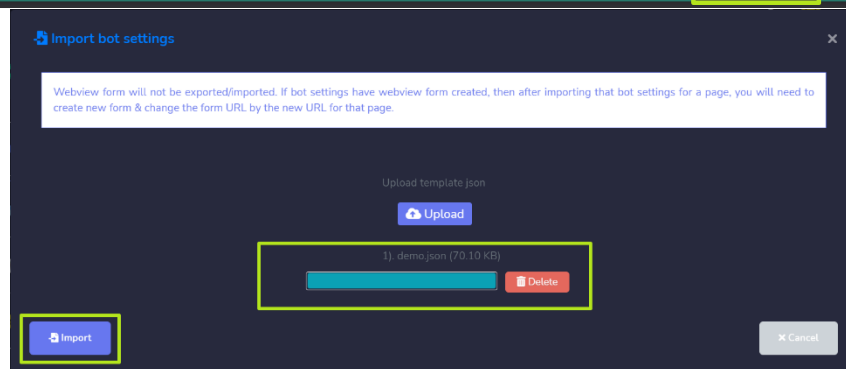 Import bot settings
×
Webview form will not be exported/imported. If bot settings have webview form created, then after importing that bot settings for a page, you will need to
create new form & change the form URL by the new URL for that page.
Upload template json
Upload
1). demo.json (70.10 KB)
Delete
Import
× Cancel